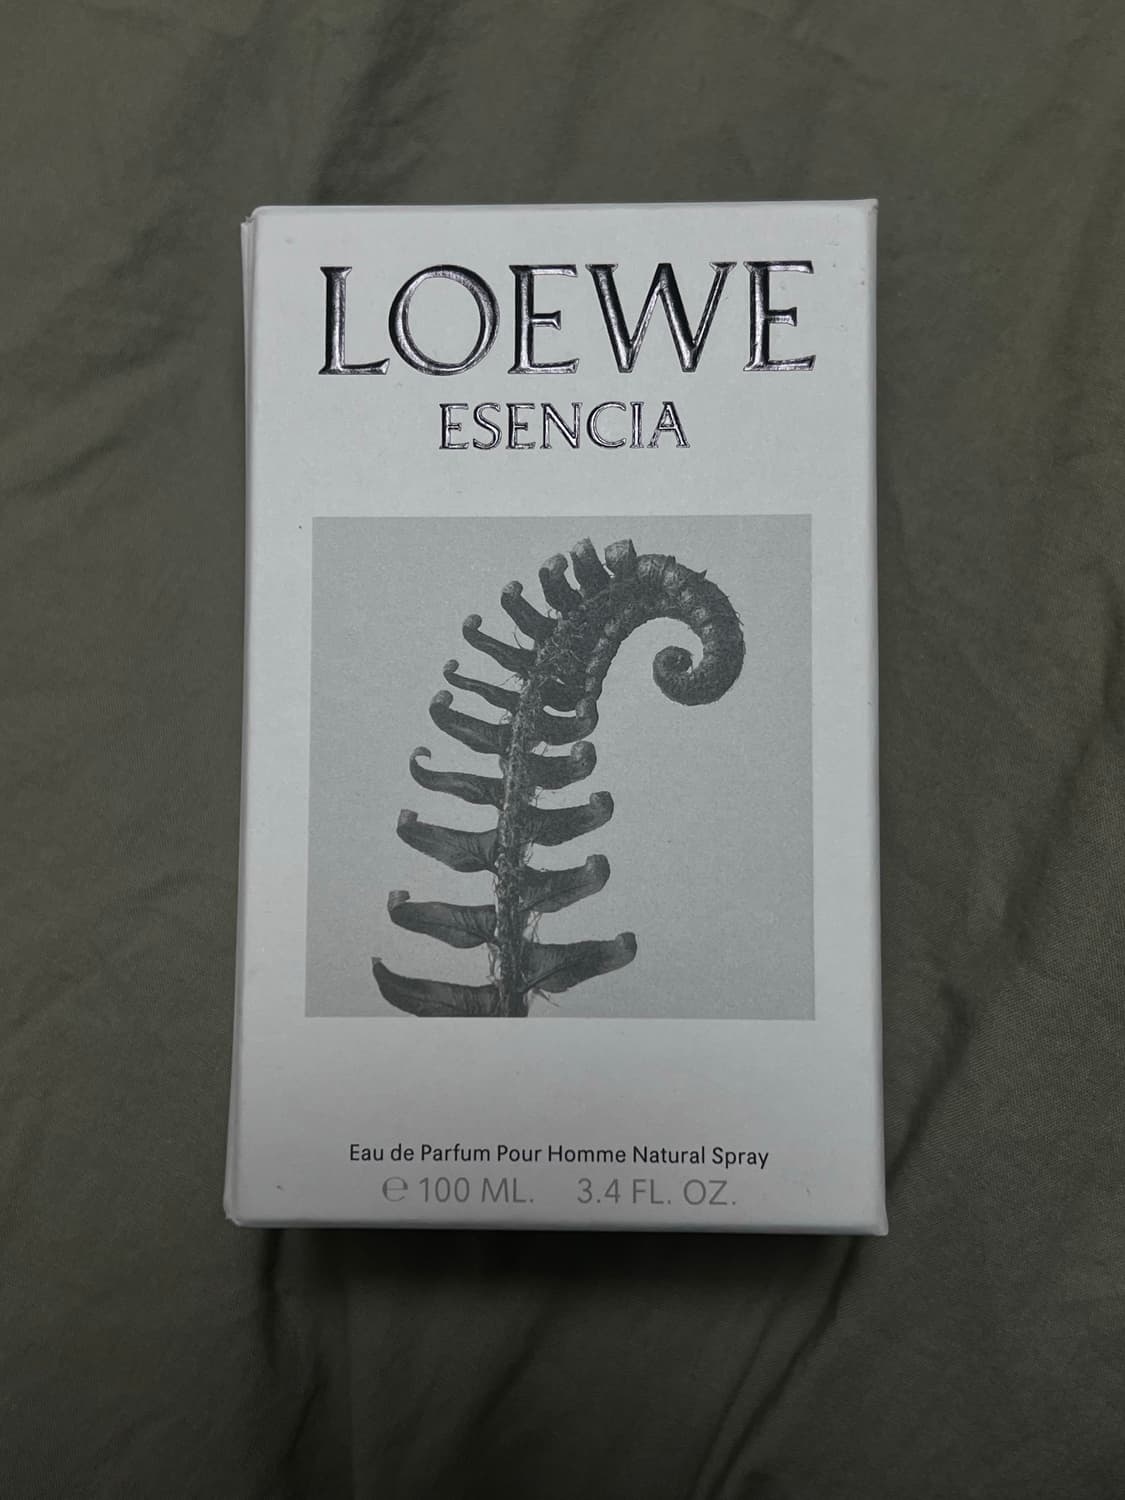 LOEWE
ESENCIA
Eau de Parfum Pour Homme Natural Spray
℮ 100 ML. 3.4 FL. OZ.